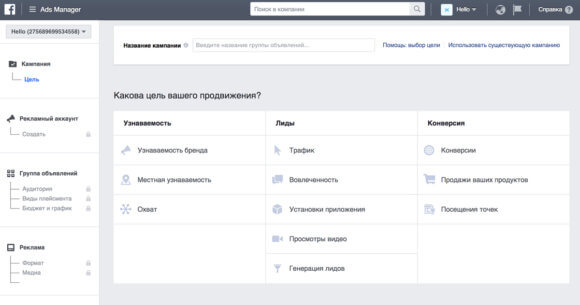 Ads Manager
Поиск в компании
Hello
Справка
Hello (275689699534558)
Кампания
Цель
Рекламный аккаунт
Создать
Группа объявлений
Аудитория
Виды плейсмента
Бюджет и график
Реклама
Формат
Медиа
Название кампании
Введите название группы объявлений...
Помощь: выбор цели
Использовать существующую кампанию
Какова цель вашего продвижения?
Узнаваемость
Лиды
Конверсия
Узнаваемость бренда
Трафик
Конверсии
Местная узнаваемость
Вовлеченность
Продажи ваших продуктов
Охват
Установки приложения
Посещения точек
Просмотры видео
Генерация лидов